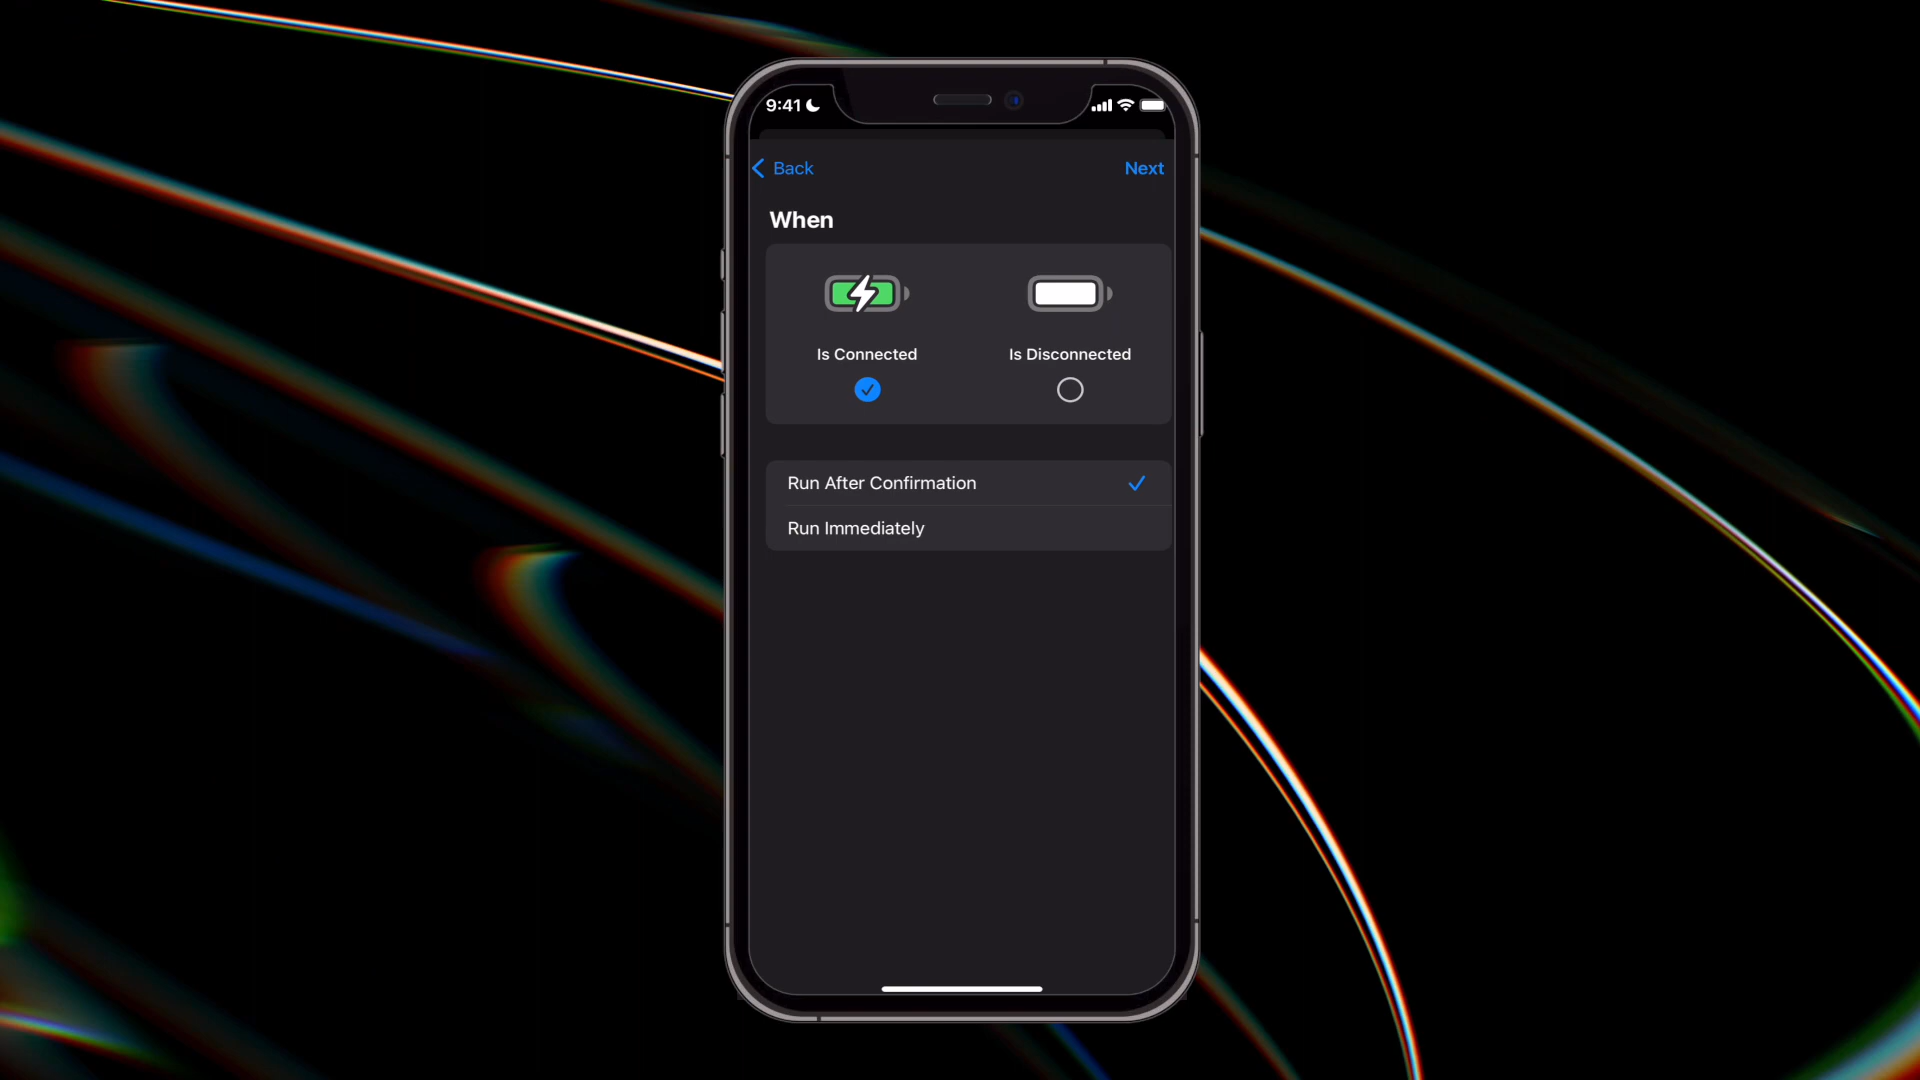 9:41
Back
Next
When
Is Connected
Is Disconnected
Run After Confirmation
Run Immediately